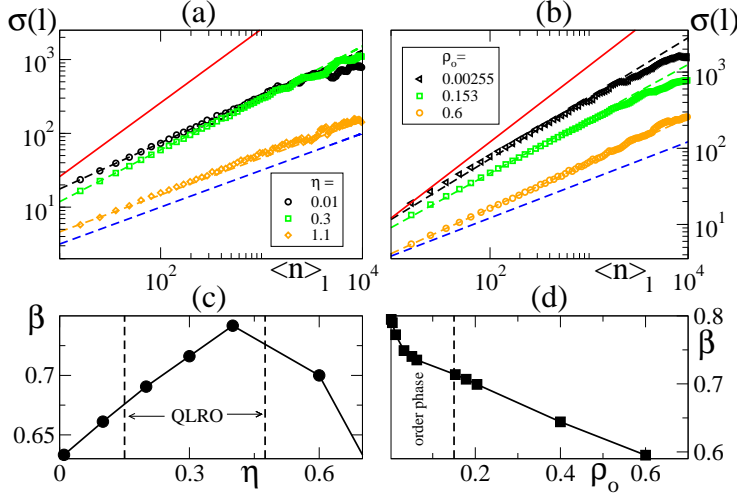 (a)
(b)
σ(l)
σ(l)
10³
10²
10¹
η =
0.01
0.3
1.1
10²
<n>ₗ
10⁴
ρₒ=
0.00255
0.153
0.6
10³
10²
10¹
10²
<n>ₗ
10⁴
(c)
(d)
β
0.7
0.65
QLRO
0
0.3
η
0.6
order phase
0.8
β
0.7
0.6
0
0.2
0.4
ρₒ
0.6